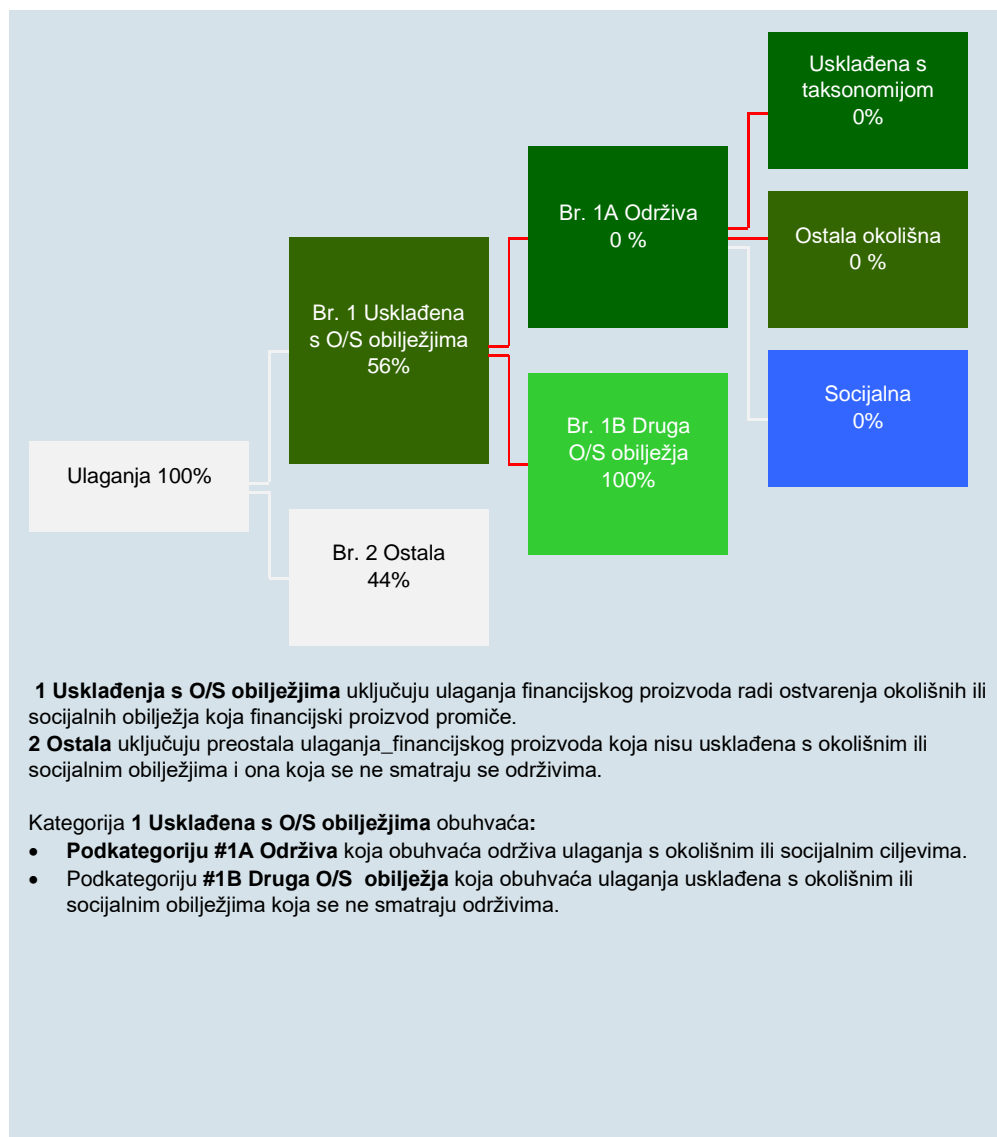 Usklađena s
taksonomijom
0%
Br. 1A Održiva
0 %
Ostala okolišna
0 %
Br. 1 Usklađena
s O/S obilježjima
56%
Socijalna
0%
Br. 1B Druga
O/S obilježja
100%
Ulaganja 100%
Br. 2 Ostala
44%
1 Usklađenja s O/S obilježjima uključuju ulaganja financijskog proizvoda radi ostvarenja okolišnih ili
socijalnih obilježja koja financijski proizvod promiče.
2 Ostala uključuju preostala ulaganja_financijskog proizvoda koja nisu usklađena s okolišnim ili
socijalnim obilježjima i ona koja se ne smatraju se održivima.
Kategorija 1 Usklađena s O/S obilježjima obuhvaća:
• Podkategoriju #1A Održiva koja obuhvaća održiva ulaganja s okolišnim ili socijalnim ciljevima.
• Podkategoriju #1B Druga O/S obilježja koja obuhvaća ulaganja usklađena s okolišnim ili
socijalnim obilježjima koja se ne smatraju održivima.